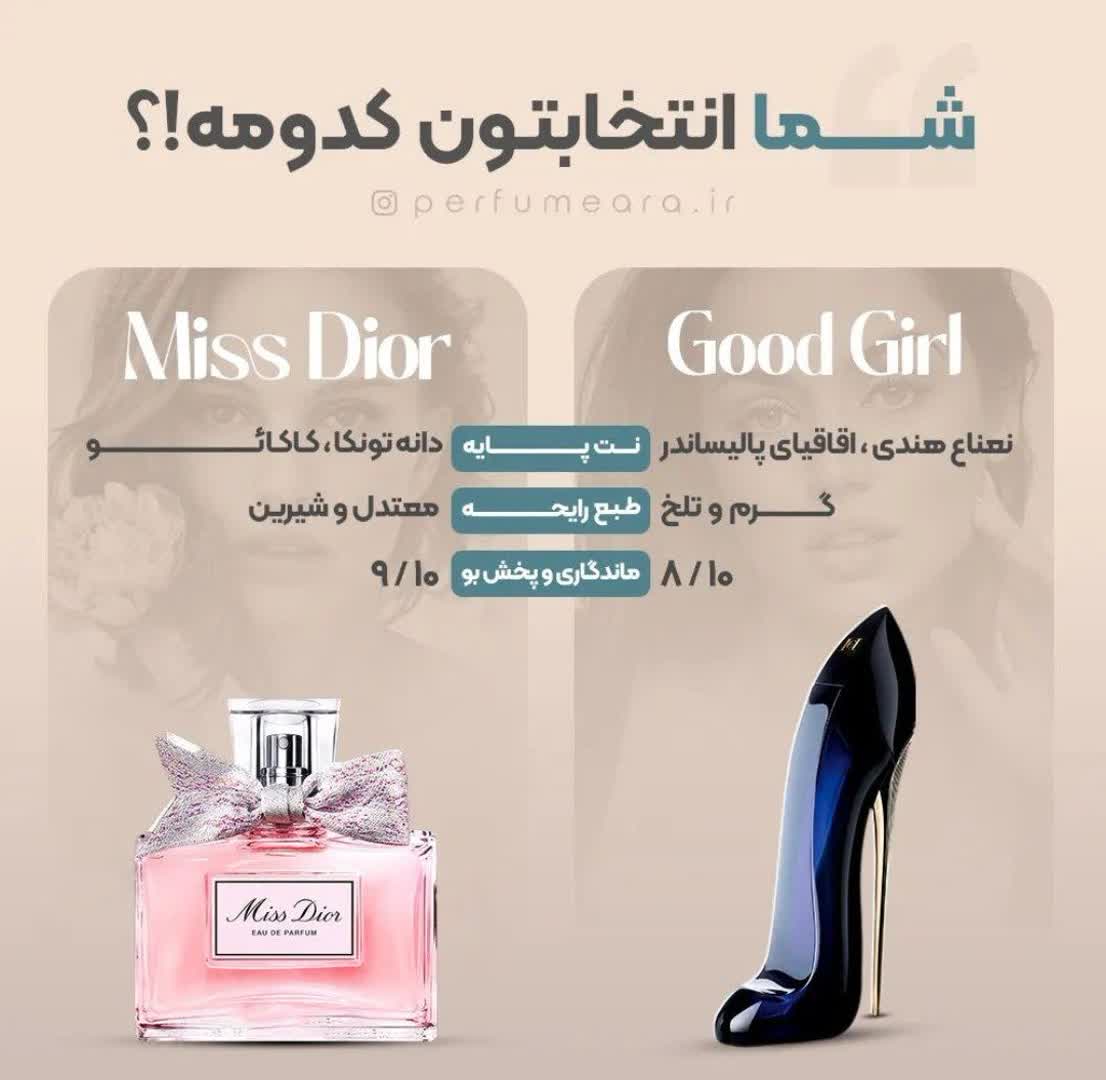 شما انتخابتون کدومه!؟
perfumeara.ir
Good Girl
Miss Dior
نعناع هندی ، اقاقیای پالیساندر نت پایه دانه تونکا، کاکائو
گرم و تلخ طبع رایحه معتدل و شیرین
۸/۱۰ ماندگاری و پخش بو ۹/۱۰
Miss Dior
EAU DE PARFUM